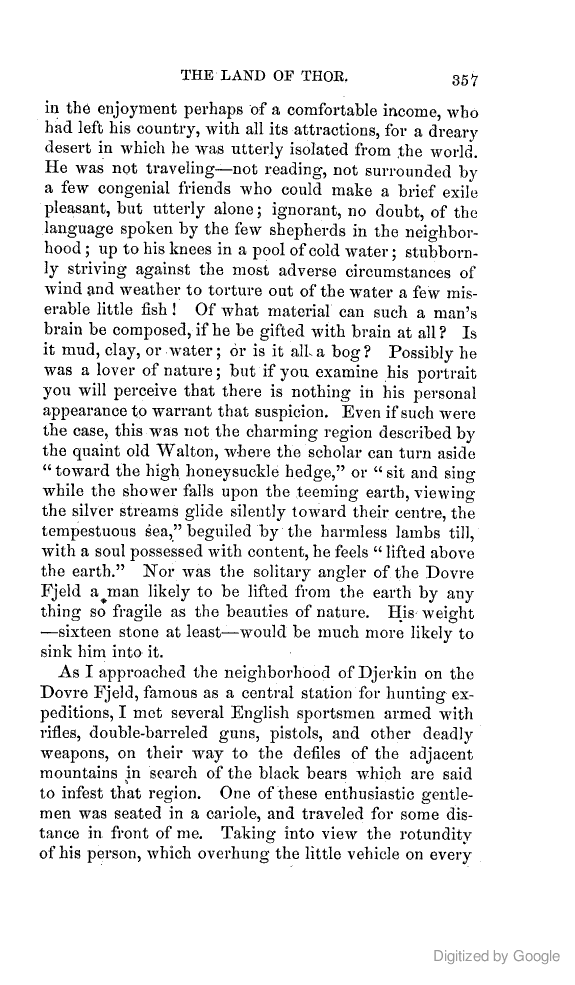 THE LAND OF THOR. 357
in the enjoyment perhaps of a comfortable income, who
had left his country, with all its attractions, for a dreary
desert in which he was utterly isolated from the world.
He was not traveling—not reading, not surrounded by
a few congenial friends who could make a brief exile
pleasant, but utterly alone; ignorant, no doubt, of the
language spoken by the few shepherds in the neighbor-
hood; up to his knees in a pool of cold water; stubborn-
ly striving against the most adverse circumstances of
wind and weather to torture out of the water a few mis-
erable little fish! Of what material can such a man's
brain be composed, if he be gifted with brain at all? Is
it mud, clay, or water; or is it all a bog? Possibly he
was a lover of nature; but if you examine his portrait
you will perceive that there is nothing in his personal
appearance to warrant that suspicion. Even if such were
the case, this was not the charming region described by
the quaint old Walton, where the scholar can turn aside
"toward the high honeysuckle hedge," or "sit and sing
while the shower falls upon the teeming earth, viewing
the silver streams glide silently toward their centre, the
tempestuous sea," beguiled by the harmless lambs till,
with a soul possessed with content, he feels "lifted above
the earth." Nor was the solitary angler of the Dovre
Fjeld a man likely to be lifted from the earth by any
thing so fragile as the beauties of nature. His weight
—sixteen stone at least—would be much more likely to
sink him into it.
As I approached the neighborhood of Djerkin on the
Dovre Fjeld, famous as a central station for hunting ex-
peditions, I met several English sportsmen armed with
rifles, double-barreled guns, pistols, and other deadly
weapons, on their way to the defiles of the adjacent
mountains in search of the black bears which are said
to infest that region. One of these enthusiastic gentle-
men was seated in a cariole, and traveled for some dis-
tance in front of me. Taking into view the rotundity
of his person, which overhung the little vehicle on every
Digitized by Google